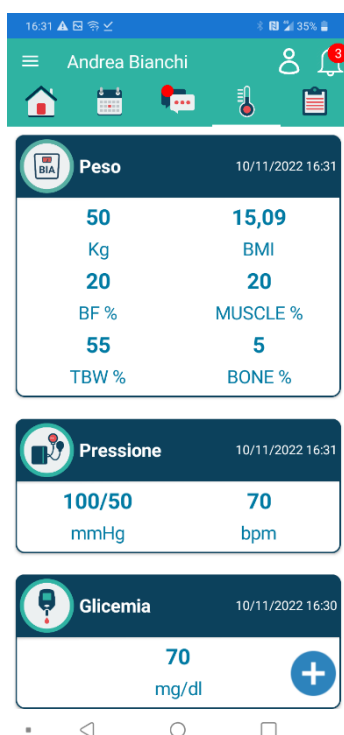 16:31 35%
Andrea Bianchi 3
BIA Peso 10/11/2022 16:31
50 15,09
Kg BMI
20 20
BF % MUSCLE %
55 5
TBW % BONE %
Pressione 10/11/2022 16:31
100/50 70
mmHg bpm
Glicemia 10/11/2022 16:30
70
mg/dl